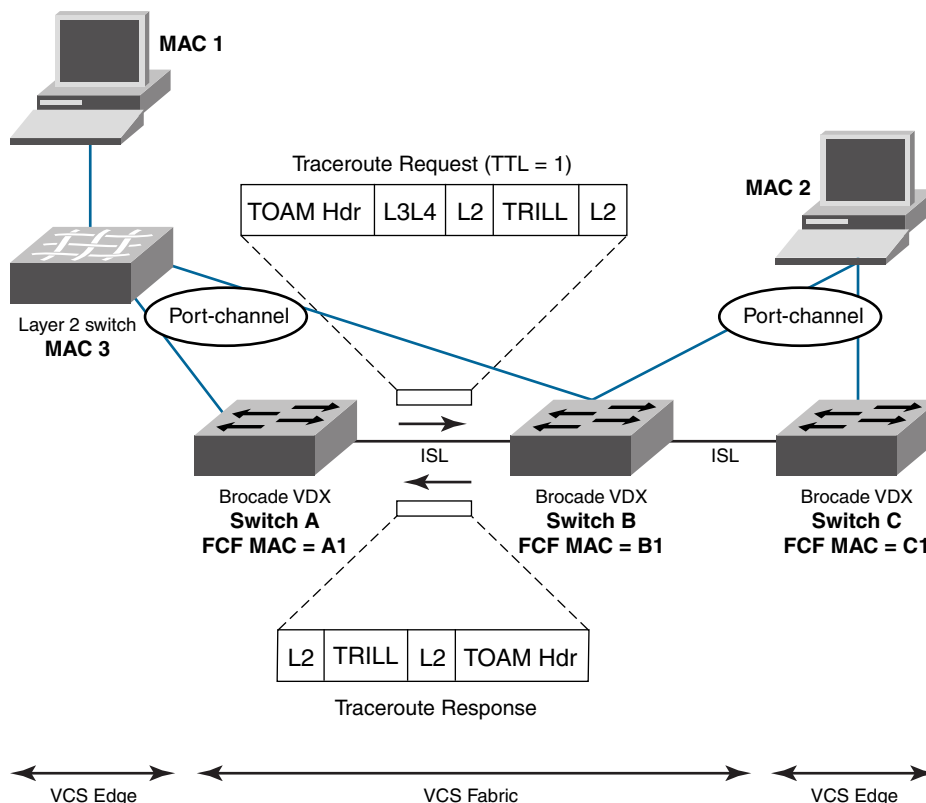 MAC 1
Traceroute Request (TTL = 1)
TOAM Hdr L3L4 L2 TRILL L2
MAC 2
Layer 2 switch
MAC 3
Port-channel
Port-channel
ISL
ISL
Brocade VDX
Switch A
FCF MAC = A1
Brocade VDX
Switch B
FCF MAC = B1
Brocade VDX
Switch C
FCF MAC = C1
L2 TRILL L2 TOAM Hdr
Traceroute Response
VCS Edge
VCS Fabric
VCS Edge